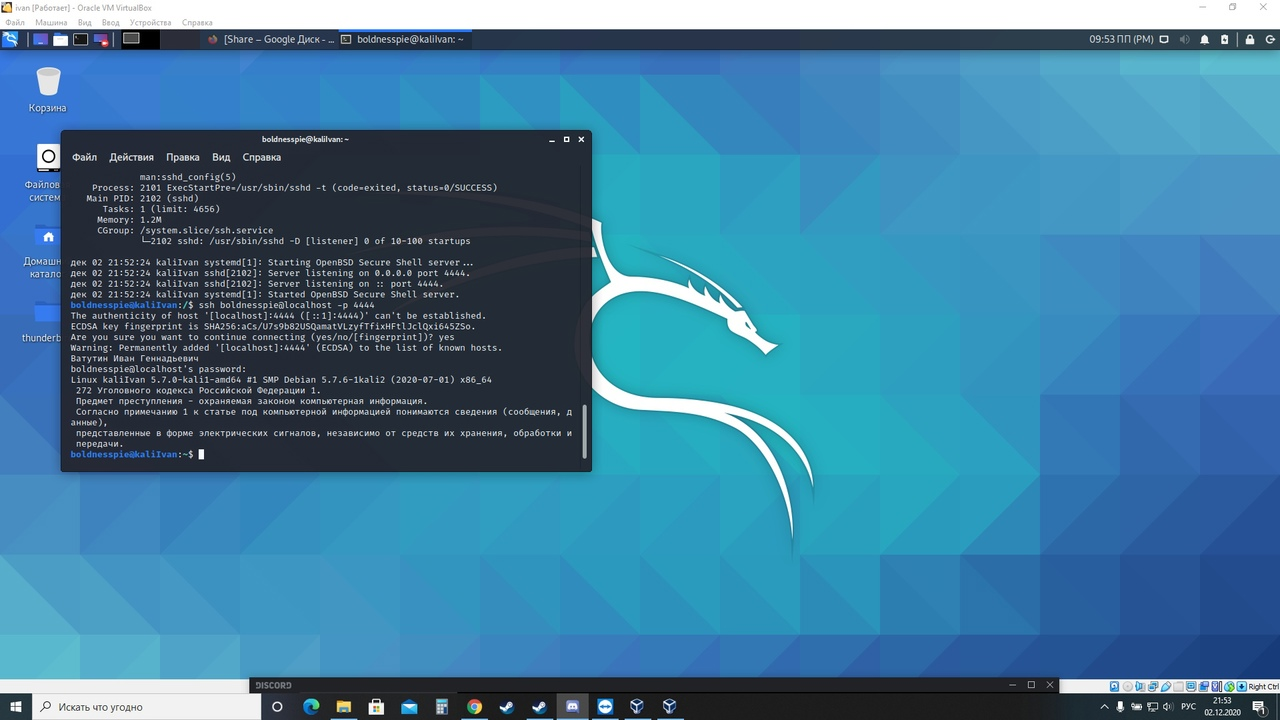 ivan [Работает] - Oracle VM VirtualBox
Файл Машина Вид Ввод Устройства Справка
[Share – Google Диск - ... boldnesspie@kaliIvan: ~ 09:53 ПП (PM)
Корзина
Файлов
систем
Домашн
катало
thunderb
boldnesspie@kaliIvan: ~
Файл Действия Правка Вид Справка
man:sshd_config(5)
Process: 2101 ExecStartPre=/usr/sbin/sshd -t (code=exited, status=0/SUCCESS)
Main PID: 2102 (sshd)
Tasks: 1 (limit: 4656)
Memory: 1.2M
CGroup: /system.slice/ssh.service
└─2102 sshd: /usr/sbin/sshd -D [listener] 0 of 10-100 startups
дек 02 21:52:24 kaliIvan systemd[1]: Starting OpenBSD Secure Shell server...
дек 02 21:52:24 kaliIvan sshd[2102]: Server listening on 0.0.0.0 port 4444.
дек 02 21:52:24 kaliIvan sshd[2102]: Server listening on :: port 4444.
дек 02 21:52:24 kaliIvan systemd[1]: Started OpenBSD Secure Shell server.
boldnesspie@kaliIvan:/$ ssh boldnesspie@localhost -p 4444
The authenticity of host '[localhost]:4444 ([::1]:4444)' can't be established.
ECDSA key fingerprint is SHA256:aCs/U7s9b82USQamatVLzyfTfixHFtlJclQxi645ZSo.
Are you sure you want to continue connecting (yes/no/[fingerprint])? yes
Warning: Permanently added '[localhost]:4444' (ECDSA) to the list of known hosts.
Ватутин Иван Геннадьевич
boldnesspie@localhost's password:
Linux kaliIvan 5.7.0-kali1-amd64 #1 SMP Debian 5.7.6-1kali2 (2020-07-01) x86_64
272 Уголовного кодекса Российской Федерации 1.
Предмет преступления - охраняемая законом компьютерная информация.
Согласно примечанию 1 к статье под компьютерной информацией понимаются сведения (сообщения, д
анные),
представленные в форме электрических сигналов, независимо от средств их хранения, обработки и
передачи.
boldnesspie@kaliIvan:~$
DISCORD
Right Ctrl
Искать что угодно
РУС
21:53
02.12.2020
1